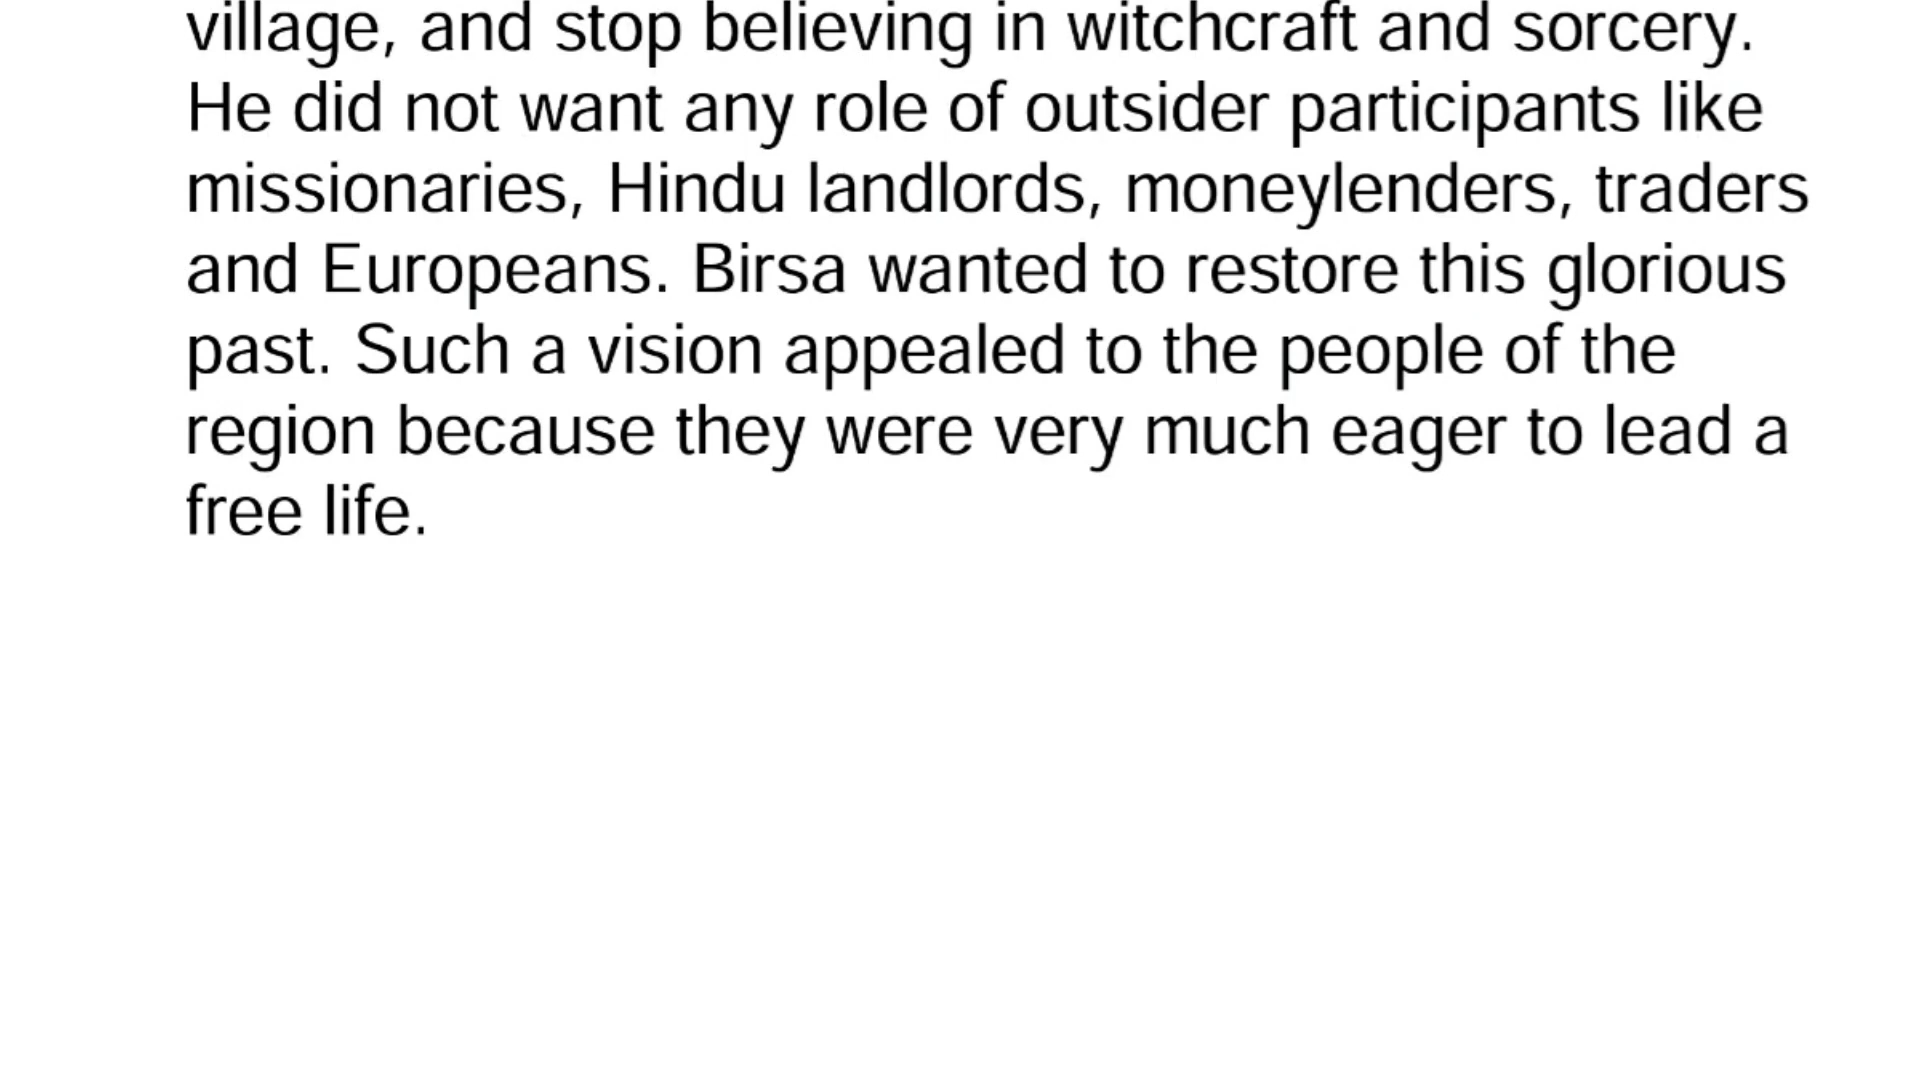 village, and stop believing in witchcraft and sorcery.
He did not want any role of outsider participants like
missionaries, Hindu landlords, moneylenders, traders
and Europeans. Birsa wanted to restore this glorious
past. Such a vision appealed to the people of the
region because they were very much eager to lead a
free life.